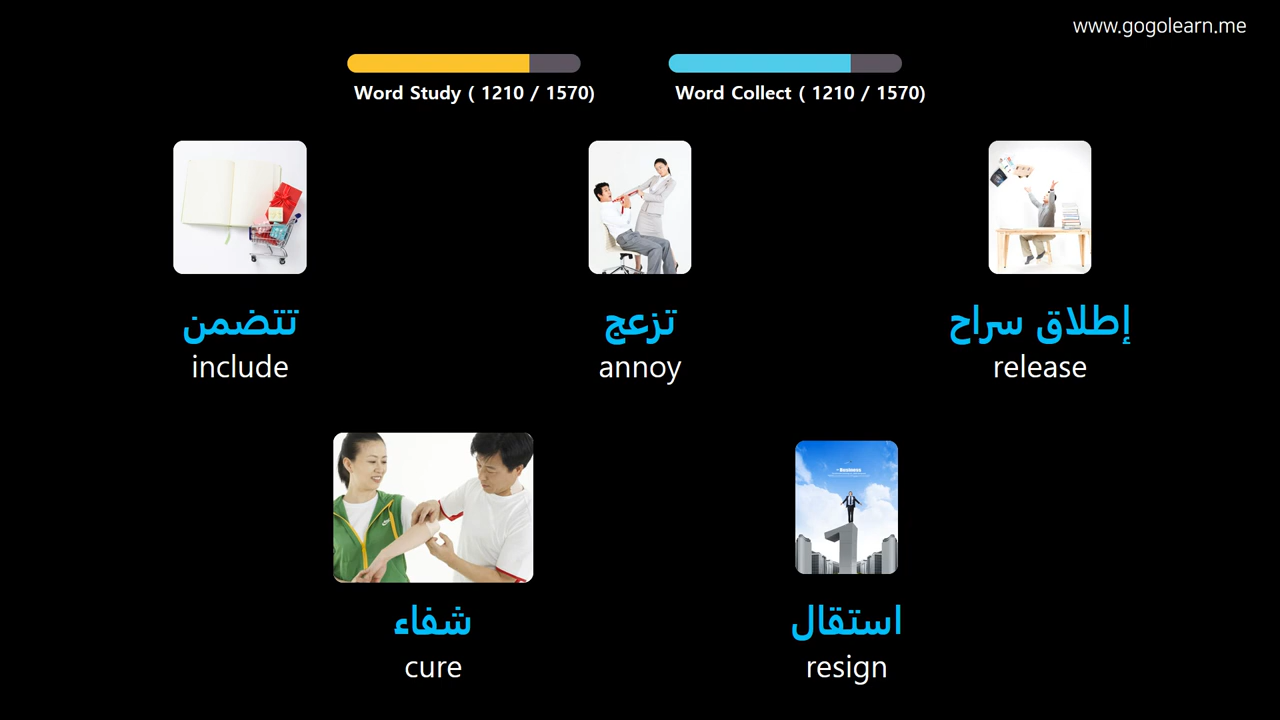 www.gogolearn.me
Word Study ( 1210 / 1570)
Word Collect ( 1210 / 1570)
تتضمن
include
تزعج
annoy
إطلاق سراح
release
Business
شفاء
cure
استقال
resign